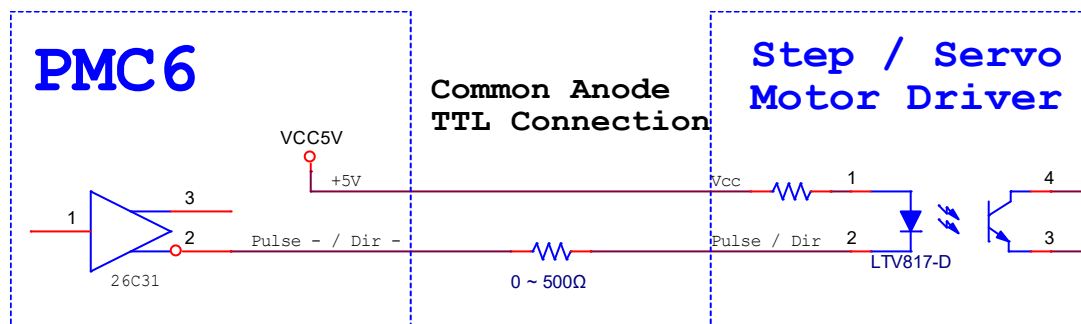 PMC6
Step / Servo
Motor Driver
Common Anode
TTL Connection
VCC5V
+5V
Vcc
1
4
3
1
2
Pulse - / Dir -
Pulse / Dir
2
3
26C31
0 ~ 500Ω
LTV817-D